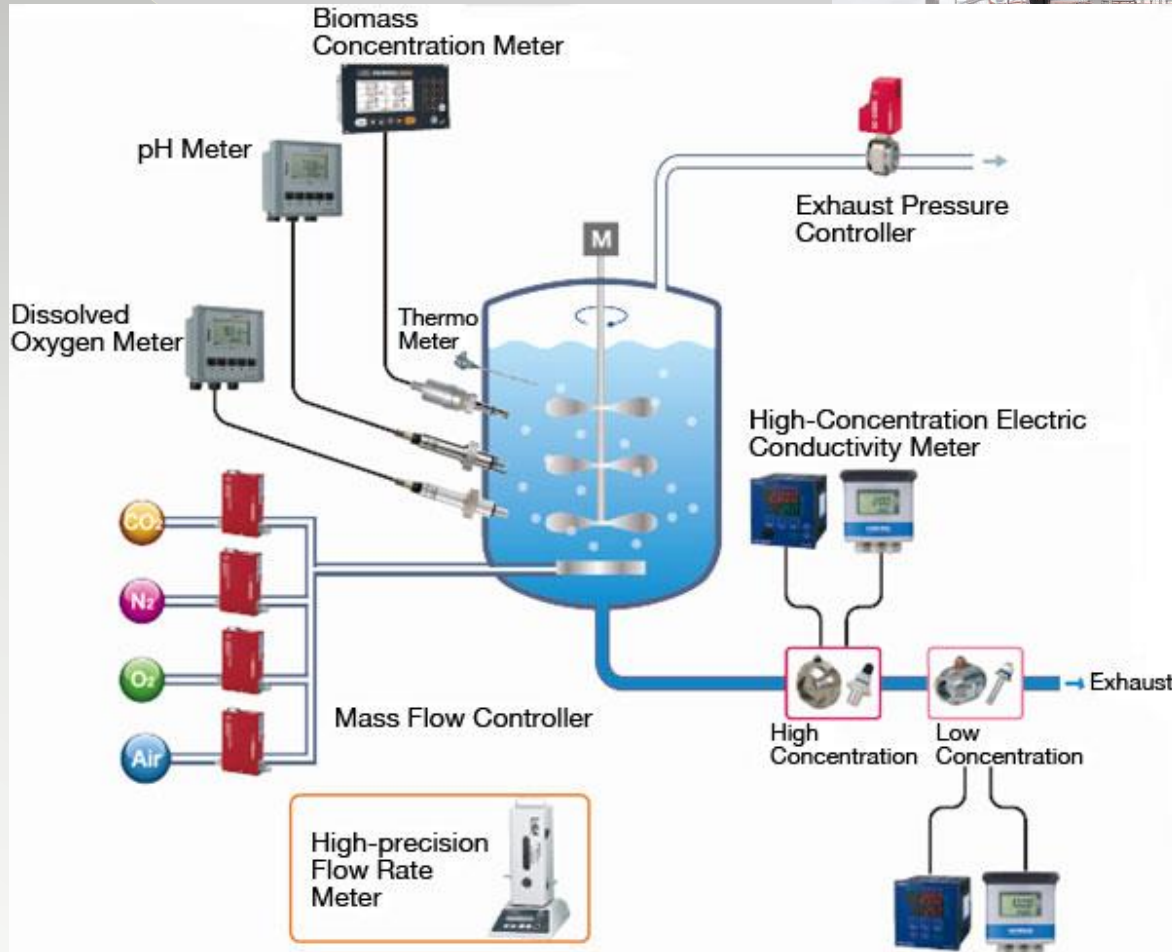 Biomass
Concentration Meter
pH Meter
Exhaust Pressure
Controller
M
Dissolved
Oxygen Meter
Thermo
Meter
High-Concentration Electric
Conductivity Meter
CO2
N2
O2
Air
Mass Flow Controller
Exhaust
High
Concentration
Low
Concentration
High-precision
Flow Rate
Meter